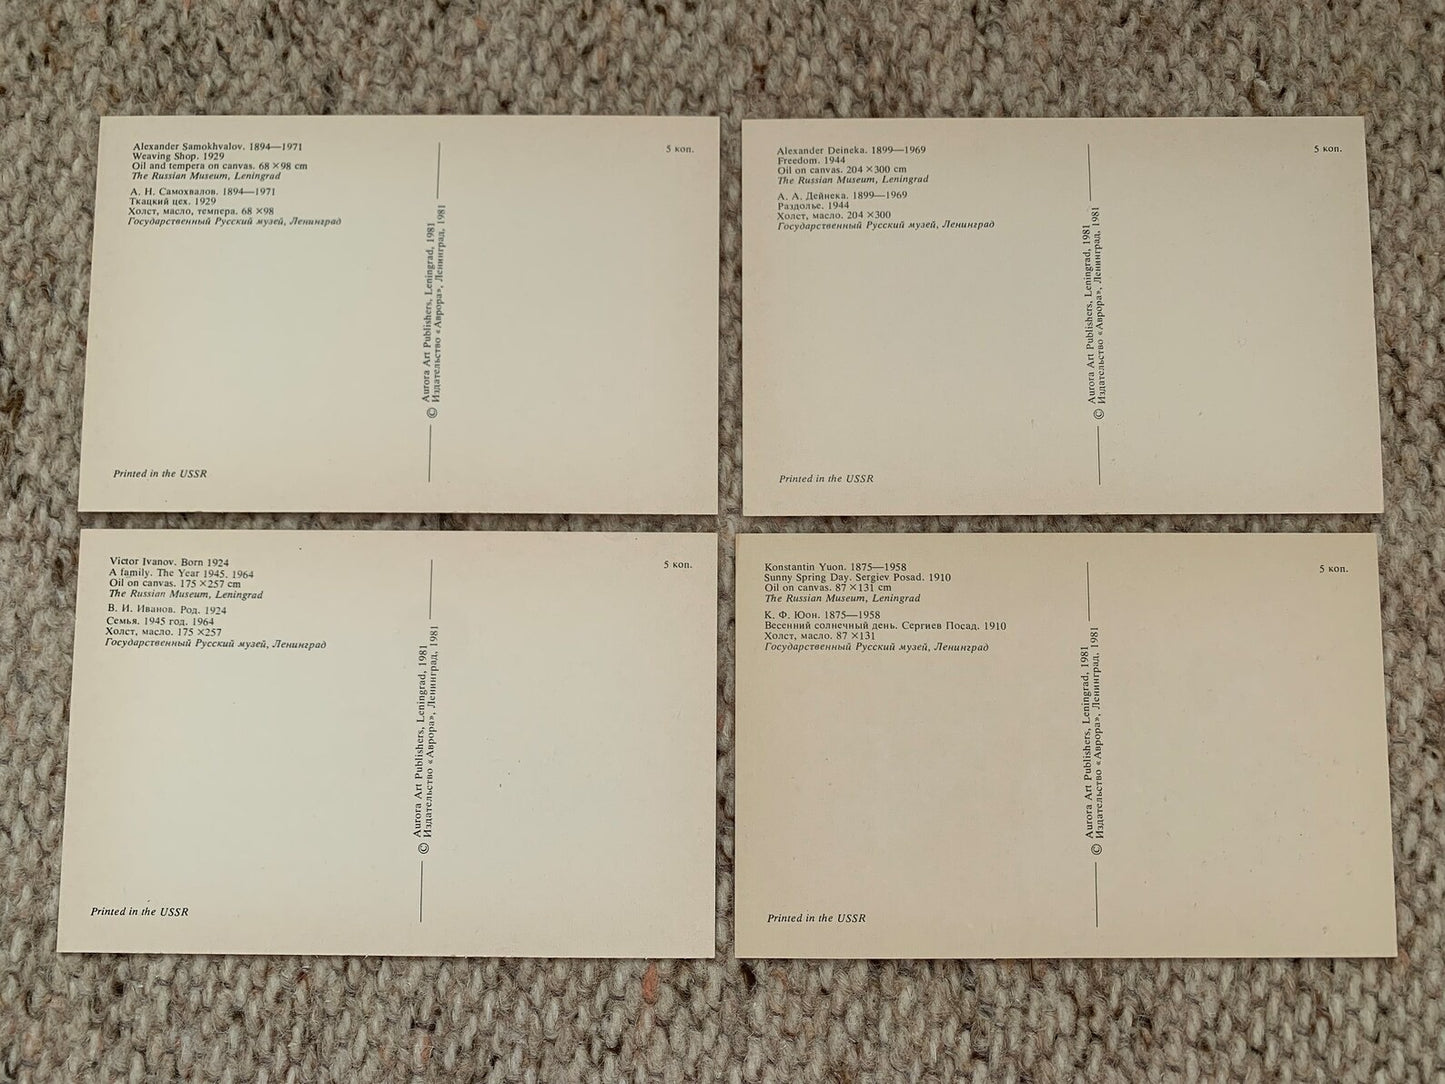 Alexander Samokhvalov. 1894—1971
Weaving Shop. 1929
Oil and tempera on canvas. 68 ×98 cm
The Russian Museum, Leningrad
А. Н. Самохвалов. 1894—1971
Ткацкий цех. 1929
Холст, масло, темпера. 68 ×98
Государственный Русский музей, Ленинград
5 коп.
© Aurora Art Publishers, Leningrad, 1981
Издательство «Аврора», Ленинград, 1981
Printed in the USSR
Alexander Deineka. 1899—1969
Freedom. 1944
Oil on canvas. 204 ×300 cm
The Russian Museum, Leningrad
А. А. Дейнека. 1899—1969
Раздолье. 1944
Холст, масло. 204 ×300
Государственный Русский музей, Ленинград
5 коп.
© Aurora Art Publishers, Leningrad, 1981
Издательство «Аврора», Ленинград, 1981
Printed in the USSR
Victor Ivanov. Born 1924
A family. The Year 1945. 1964
Oil on canvas. 175 ×257 cm
The Russian Museum, Leningrad
В. И. Иванов. Род. 1924
Семья. 1945 год. 1964
Холст, масло. 175 ×257
Государственный Русский музей, Ленинград
5 коп.
© Aurora Art Publishers, Leningrad, 1981
Издательство «Аврора», Ленинград, 1981
Printed in the USSR
Konstantin Yuon. 1875—1958
Sunny Spring Day. Sergiev Posad. 1910
Oil on canvas. 87 ×131 cm
The Russian Museum, Leningrad
К. Ф. Юон. 1875—1958
Весенний солнечный день. Сергиев Посад. 1910
Холст, масло. 87 ×131
Государственный Русский музей, Ленинград
5 коп.
© Aurora Art Publishers, Leningrad, 1981
Издательство «Аврора», Ленинград, 1981
Printed in the USSR